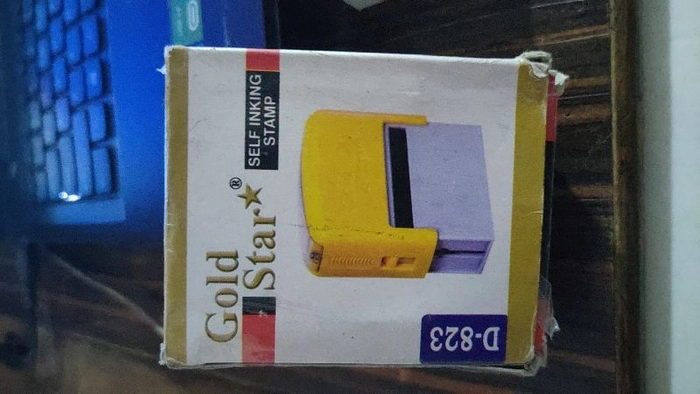 Gold
Star®
SELF INKING
STAMP
D-823